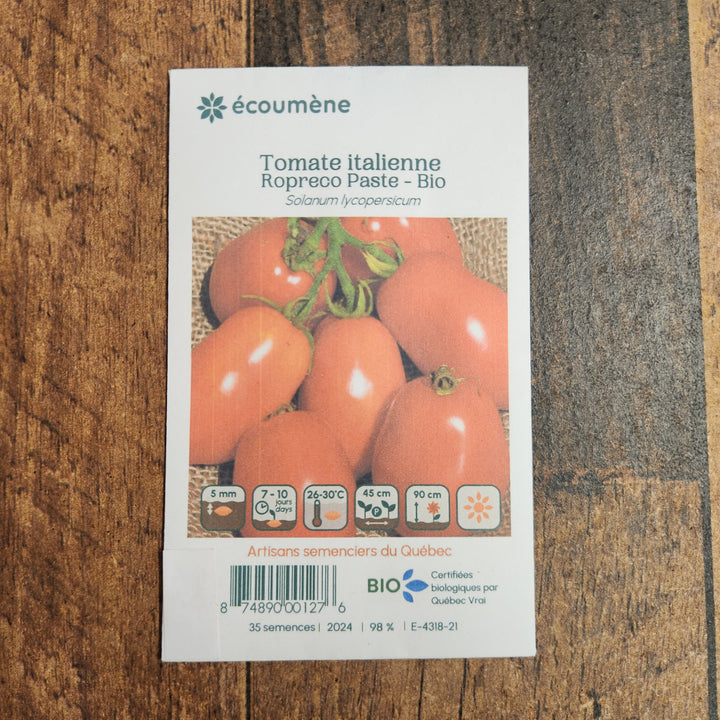 écoumène
Tomate italienne
Ropreco Paste - Bio
Solanum lycopersicum
5 mm
7 - 10
jours
days
26-30°C
45 cm
P
90 cm
Artisans semenciers du Québec
8 74890 00127 6
BIO
Certifiées
biologiques par
Québec Vrai
35 semences | 2024 | 98 % | E-4318-21